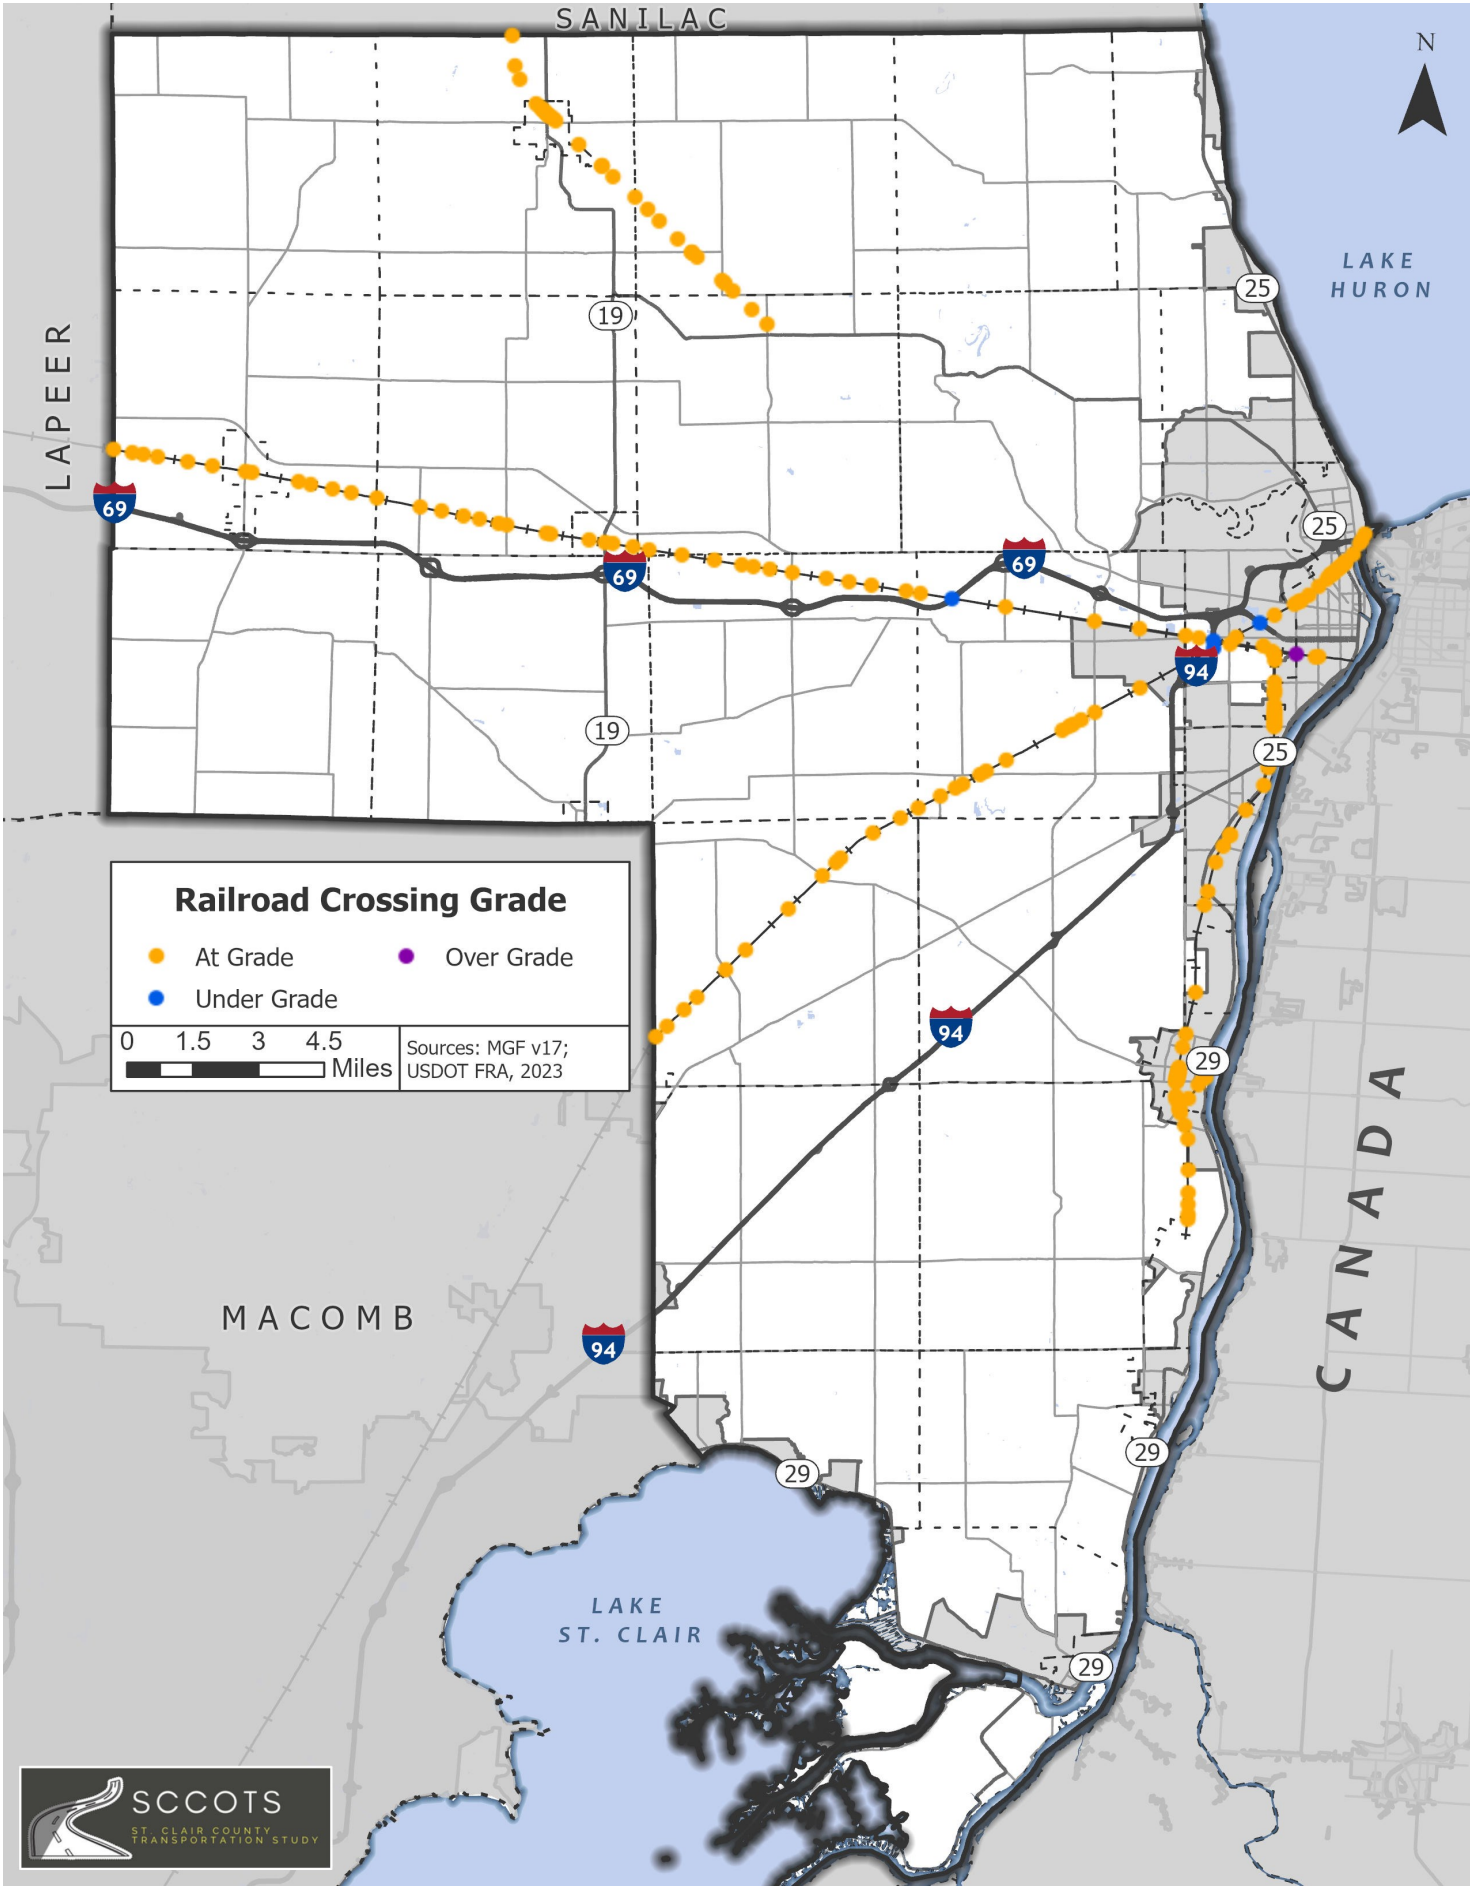 SANILAC
N
LAKE
HURON
25
19
LAPEER
69
25
69
69
94
19
25
Railroad Crossing Grade
At Grade
Over Grade
Under Grade
0 1.5 3 4.5
Miles
Sources: MGF v17;
USDOT FRA, 2023
94
29
CANADA
MACOMB
94
29
29
LAKE
ST. CLAIR
29
SCCOTS
ST. CLAIR COUNTY
TRANSPORTATION STUDY